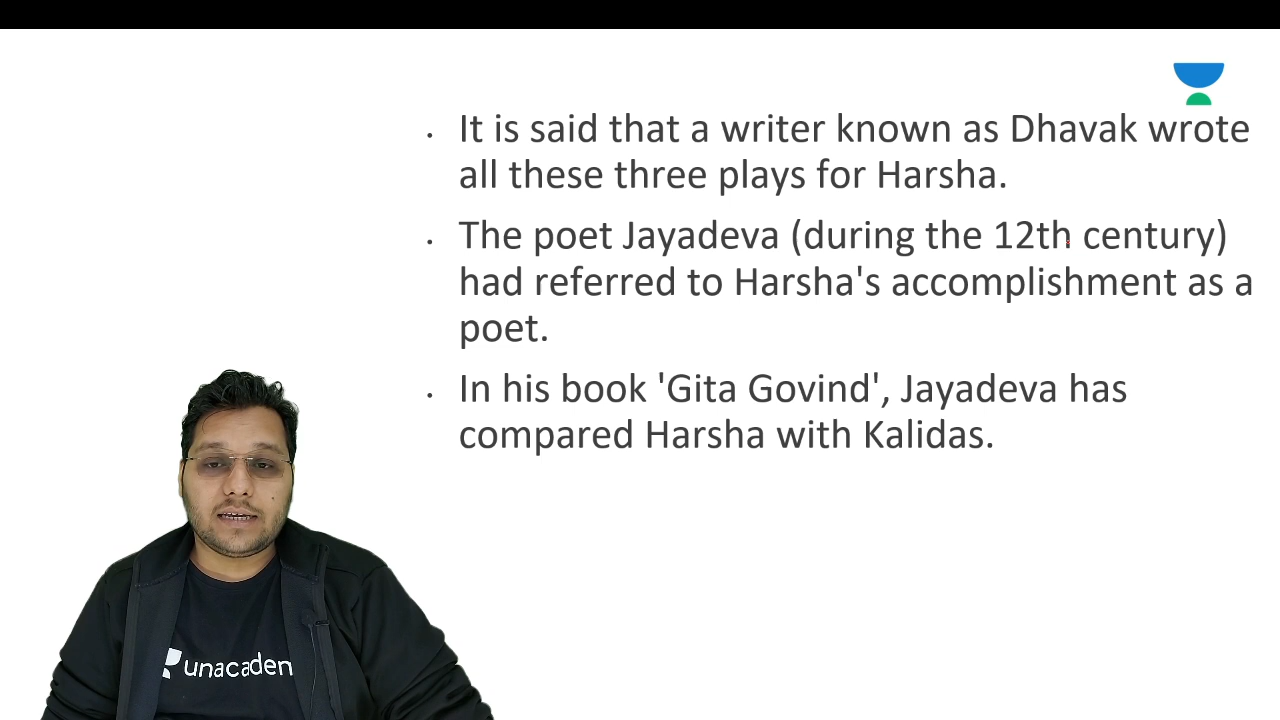 It is said that a writer known as Dhavak wrote
all these three plays for Harsha.
The poet Jayadeva (during the 12th century)
had referred to Harsha's accomplishment as a
poet.
In his book 'Gita Govind', Jayadeva has
compared Harsha with Kalidas.
unacaden